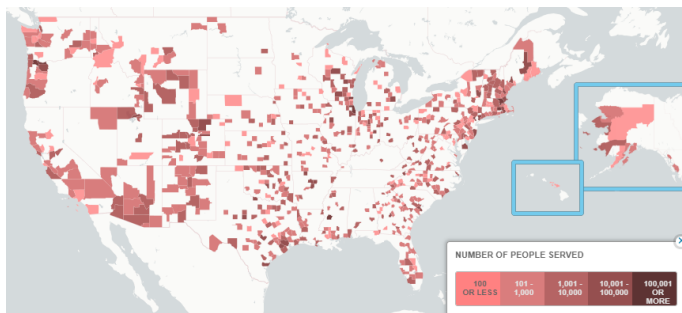 NUMBER OF PEOPLE SERVED
100
OR LESS
101 -
1,000
1,001 -
10,000
10,001 -
100,000
100,001
OR
MORE